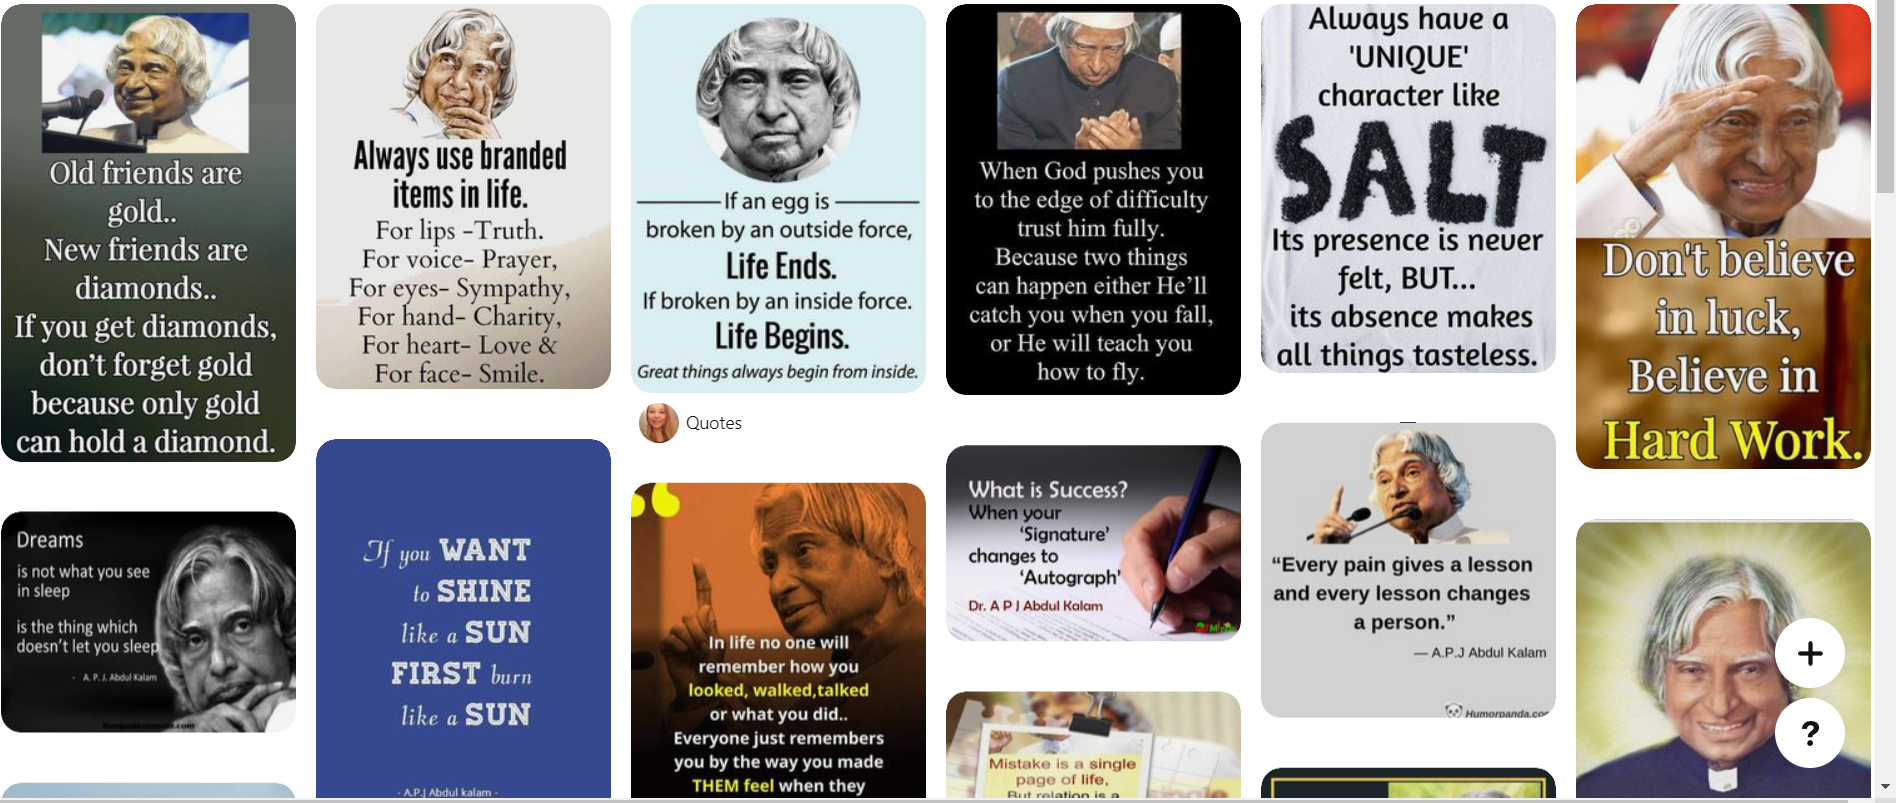 Old friends are
gold..
New friends are
diamonds..
If you get diamonds,
don't forget gold
because only gold
can hold a diamond.
Dreams
is not what you see
in sleep
is the thing which
doesn't let you sleep
- A. P. J. Abdul Kalam
Always use branded
items in life.
For lips -Truth.
For voice- Prayer,
For eyes- Sympathy,
For hand- Charity,
For heart- Love &
For face- Smile.
If you WANT
to SHINE
like a SUN
FIRST burn
like a SUN
- A.P.J Abdul kalam -
If an egg is
broken by an outside force,
Life Ends.
If broken by an inside force.
Life Begins.
Great things always begin from inside.
Quotes
In life no one will
remember how you
looked, walked,talked
or what you did..
Everyone just remembers
you by the way you made
THEM feel when they
When God pushes you
to the edge of difficulty
trust him fully.
Because two things
can happen either He'll
catch you when you fall,
or He will teach you
how to fly.
What is Success?
When your
'Signature'
changes to
'Autograph'
Dr. A P J Abdul Kalam
Mistake is a single
page of life,
But relation is a
Always have a
'UNIQUE'
character like
SALT
Its presence is never
felt, BUT...
its absence makes
all things tasteless.
"Every pain gives a lesson
and every lesson changes
a person."
— A.P.J Abdul Kalam
Humorpanda.co
Don't believe
in luck,
Believe in
Hard Work.
+
?